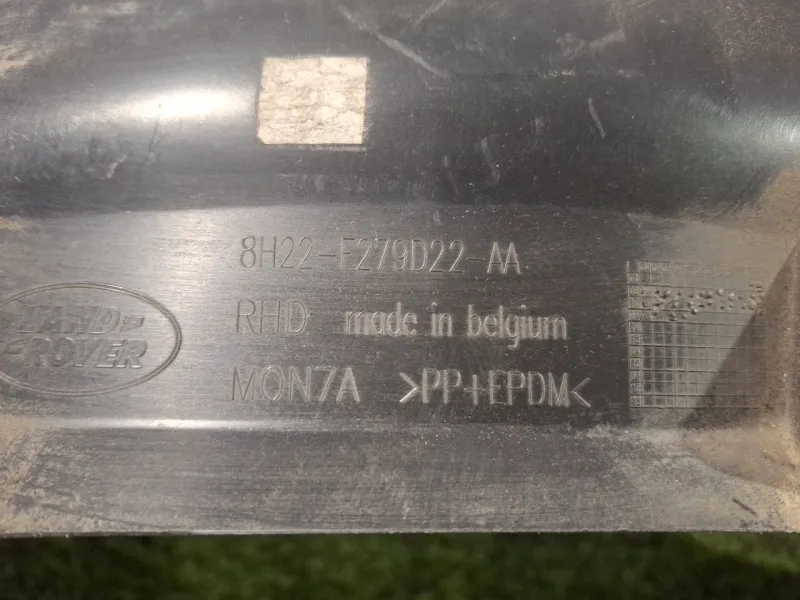 8H22-F279D22-AA
LAND-
-ROVER
RHD made in belgium
MON7A >PP+EPDM<